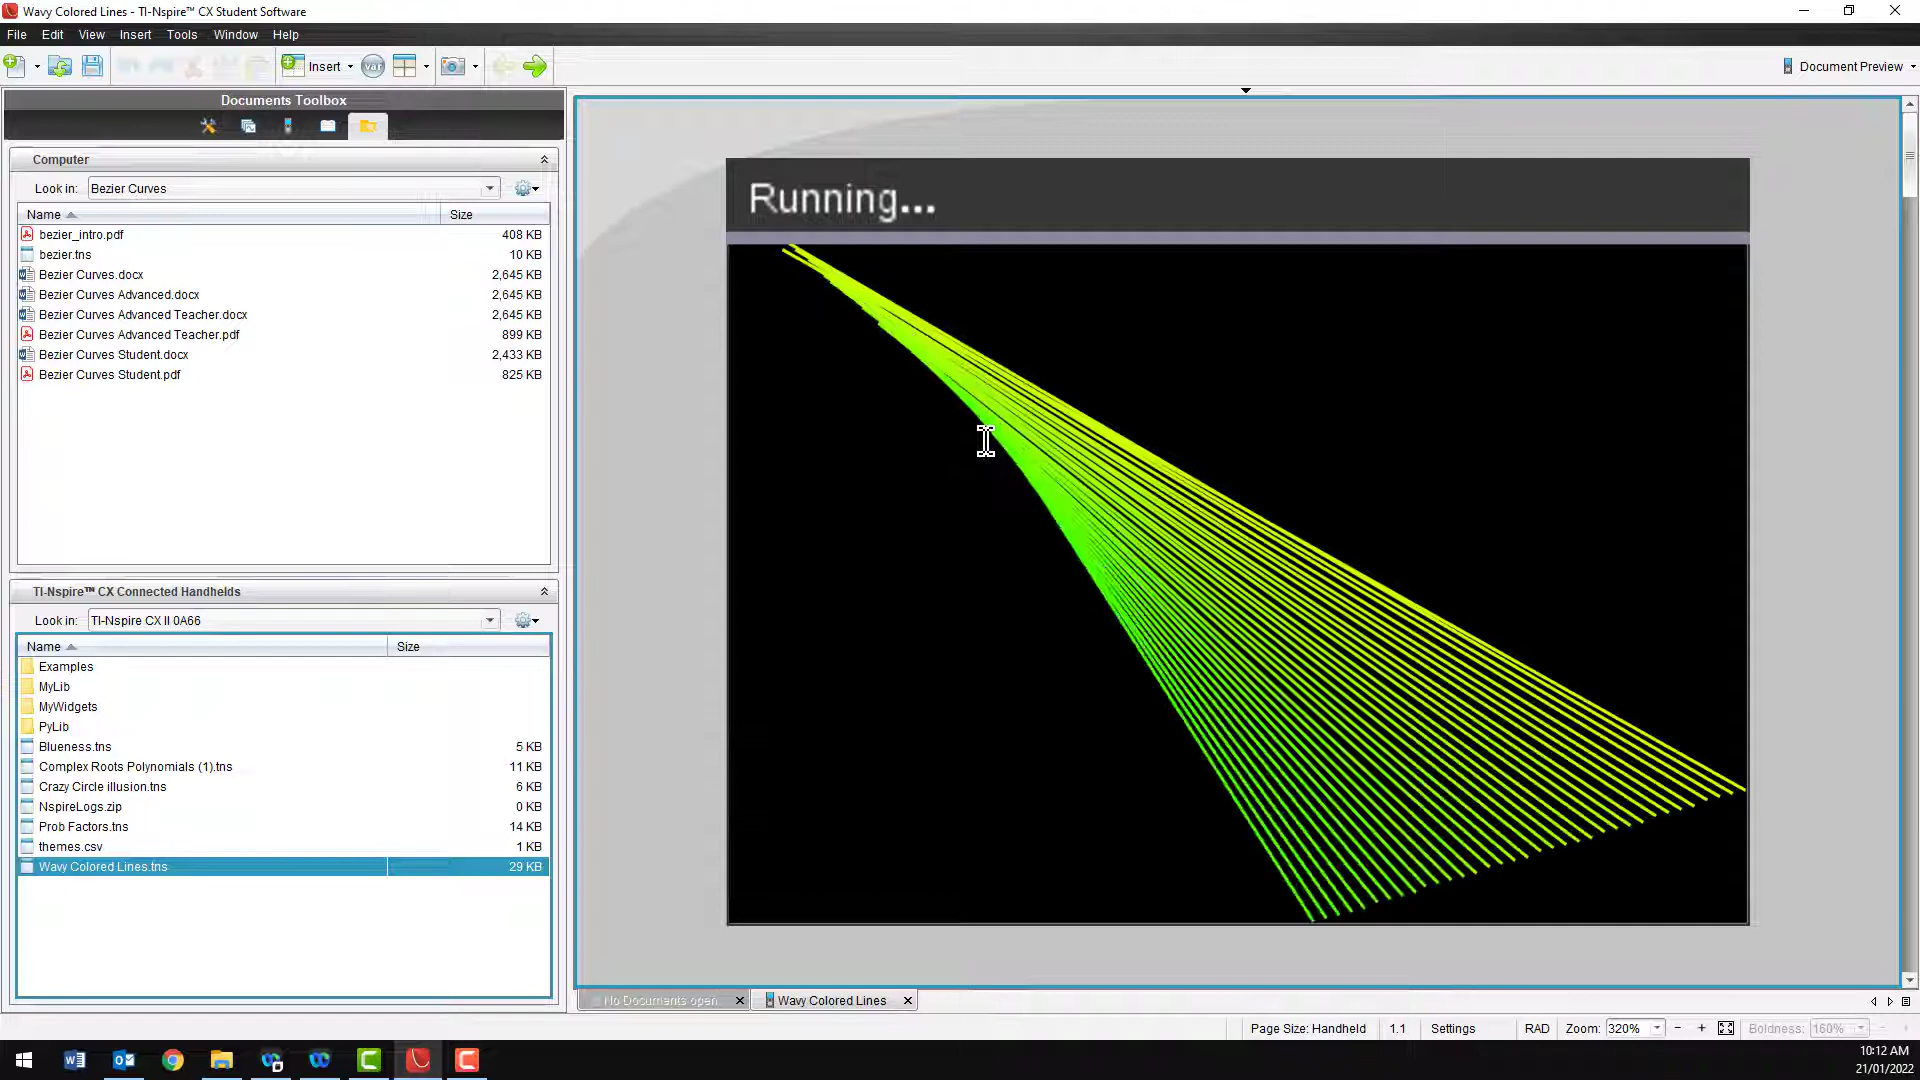 Wavy Colored Lines - TI-Nspire™ CX Student Software
File Edit View Insert Tools Window Help
Insert var Document Preview
Documents Toolbox
Computer
Look in: Bezier Curves
Name Size
bezier_intro.pdf 408 KB
bezier.tns 10 KB
Bezier Curves.docx 2,645 KB
Bezier Curves Advanced.docx 2,645 KB
Bezier Curves Advanced Teacher.docx 2,645 KB
Bezier Curves Advanced Teacher.pdf 899 KB
Bezier Curves Student.docx 2,433 KB
Bezier Curves Student.pdf 825 KB
TI-Nspire™ CX Connected Handhelds
Look in: TI-Nspire CX II 0A66
Name Size
Examples
MyLib
MyWidgets
PyLib
Blueness.tns 5 KB
Complex Roots Polynomials (1).tns 11 KB
Crazy Circle illusion.tns 6 KB
NspireLogs.zip 0 KB
Prob Factors.tns 14 KB
themes.csv 1 KB
Wavy Colored Lines.tns 29 KB
Running...
No Documents open Wavy Colored Lines
Page Size: Handheld 1.1 Settings RAD Zoom: 320% Boldness: 160%
10:12 AM
21/01/2022